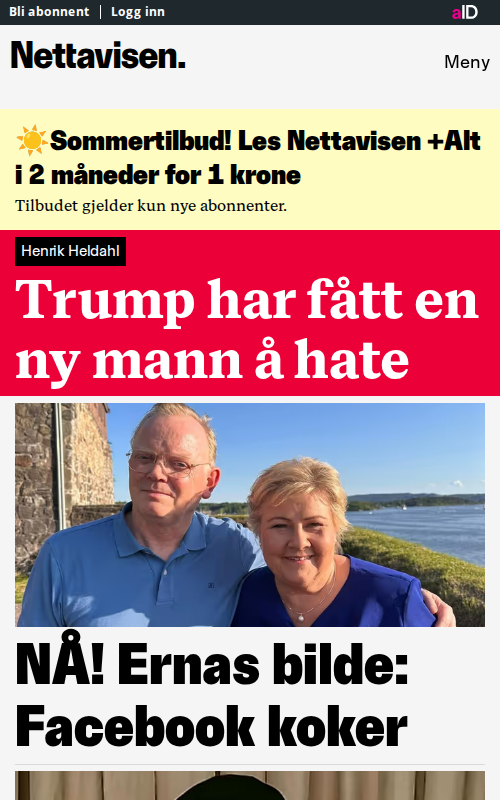 Bli abonnent
Logg inn
aID
Nettavisen.
Meny
☀️Sommertilbud! Les Nettavisen +Alt
i 2 måneder for 1 krone
Tilbudet gjelder kun nye abonnenter.
Henrik Heldahl
Trump har fått en
ny mann å hate
NÅ! Ernas bilde:
Facebook koker